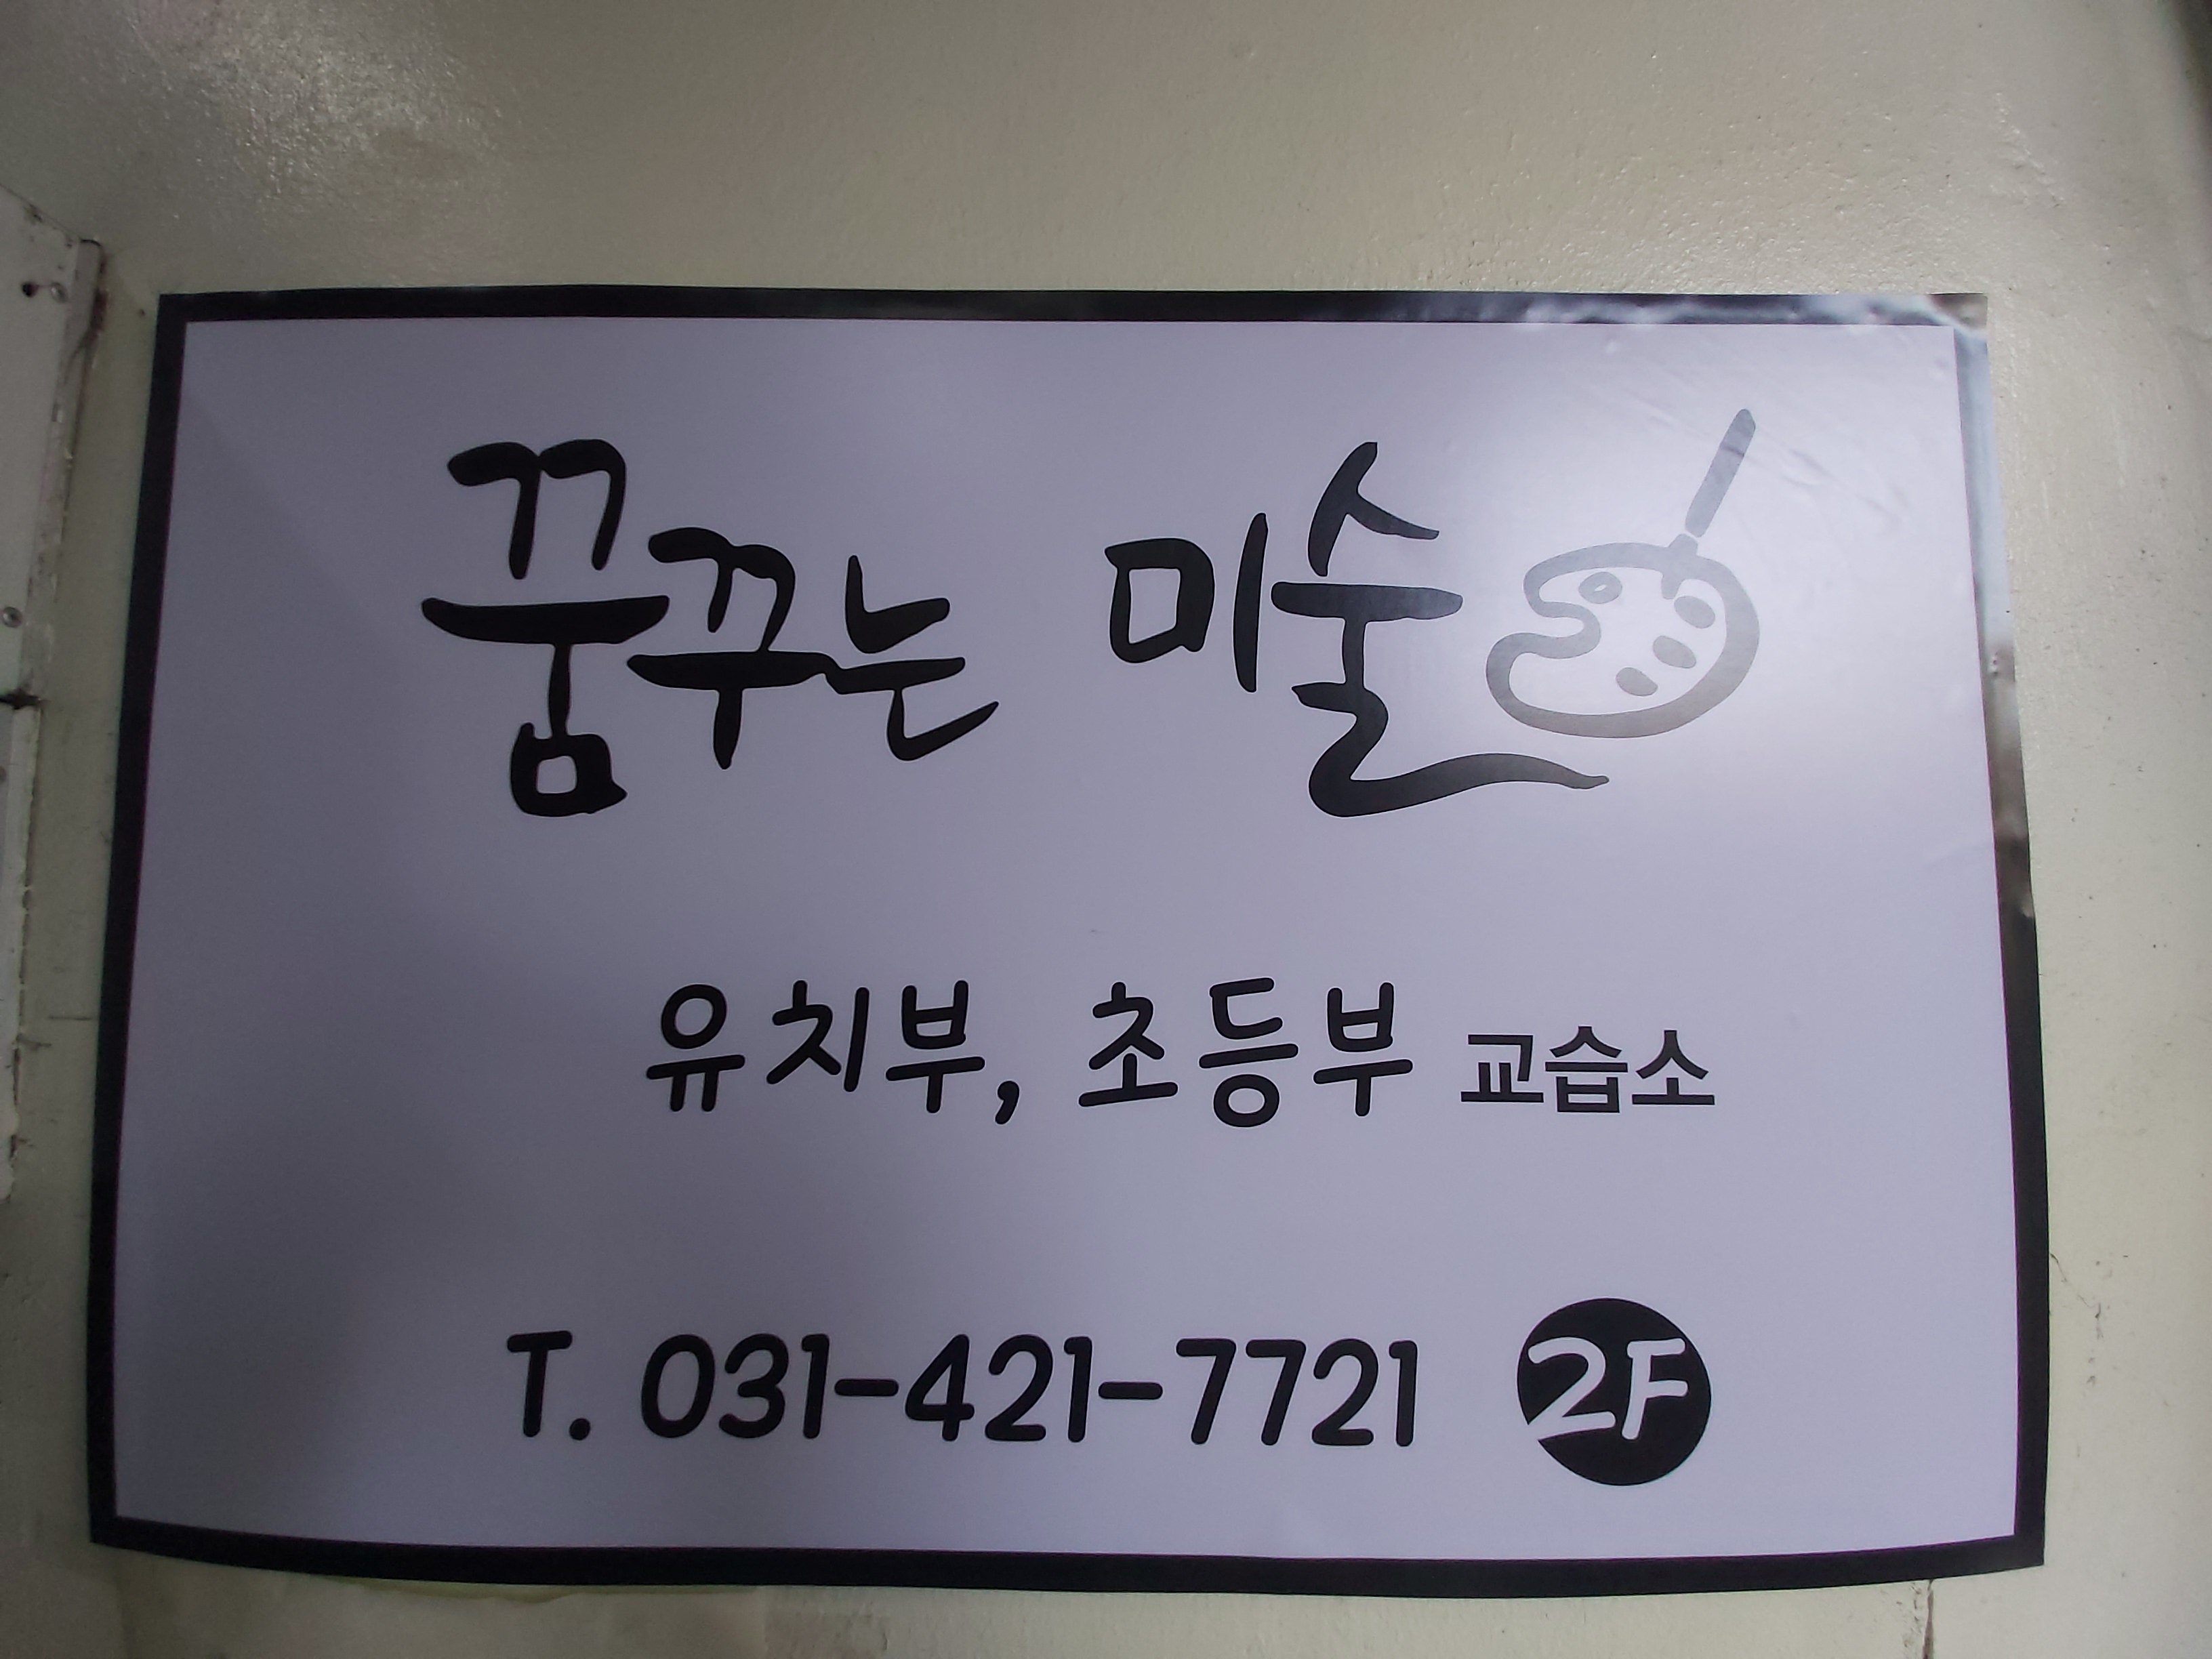 꿈꾸는 미술
유치부, 초등부 교습소
T. 031-421-7721 2F